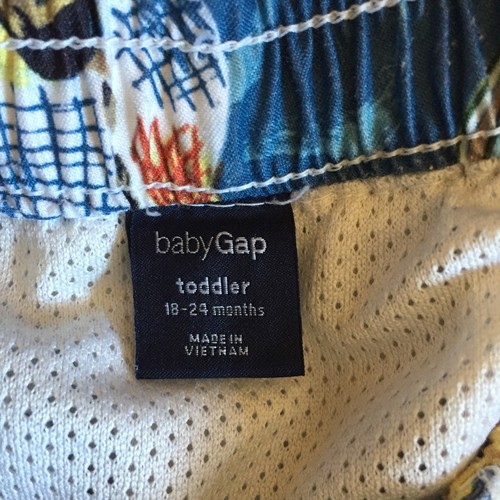 babyGap
toddler
18-24 months
MADE IN
VIETNAM